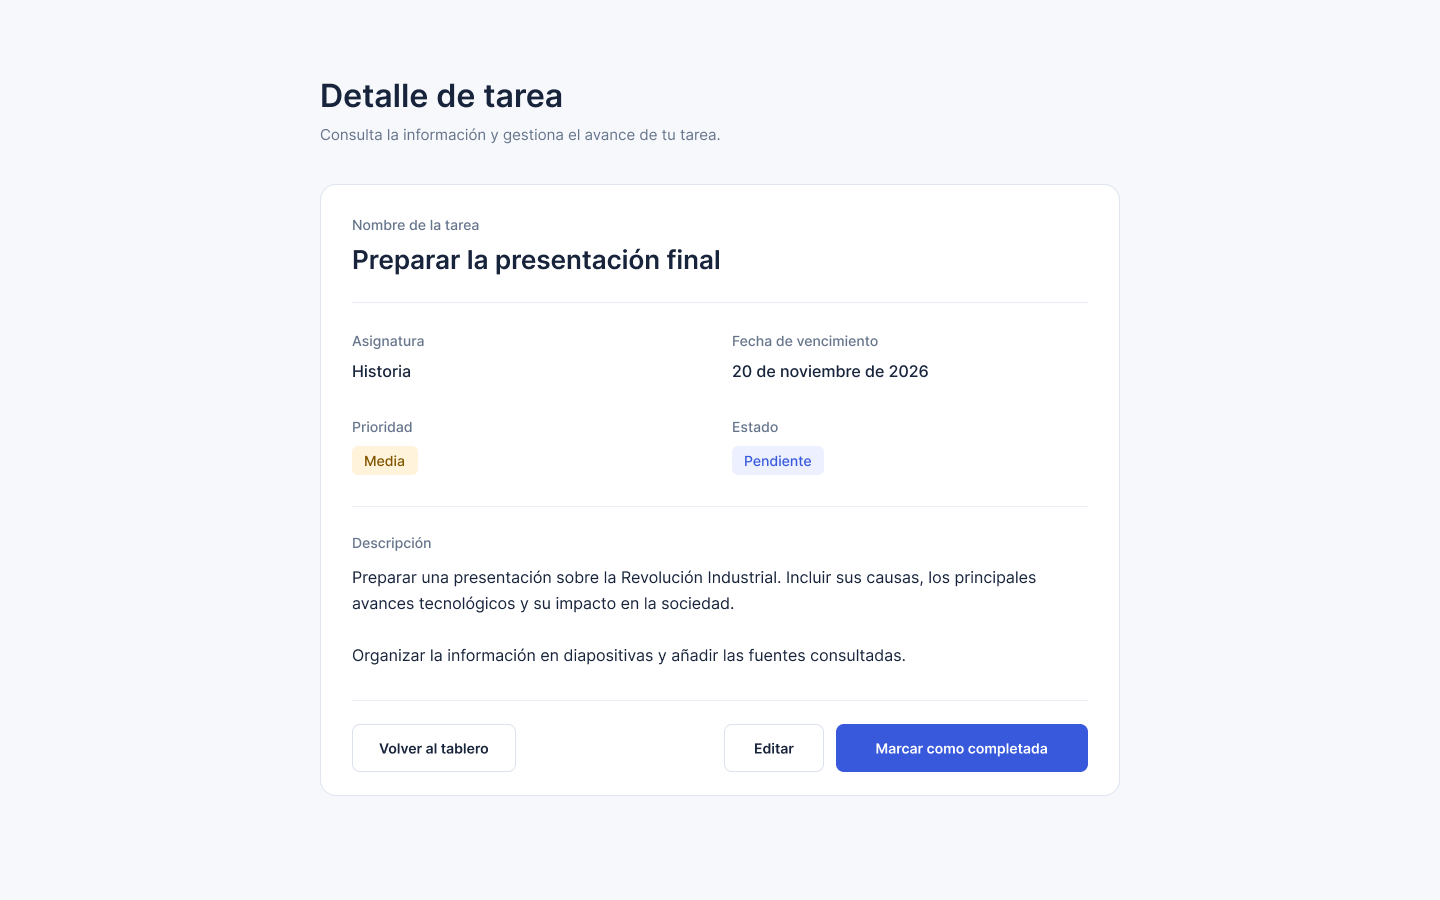 Detalle de tarea
Consulta la información y gestiona el avance de tu tarea.
Nombre de la tarea
Preparar la presentación final
Asignatura
Historia
Fecha de vencimiento
20 de noviembre de 2026
Prioridad
Media
Estado
Pendiente
Descripción
Preparar una presentación sobre la Revolución Industrial. Incluir sus causas, los principales
avances tecnológicos y su impacto en la sociedad.
Organizar la información en diapositivas y añadir las fuentes consultadas.
Volver al tablero
Editar
Marcar como completada